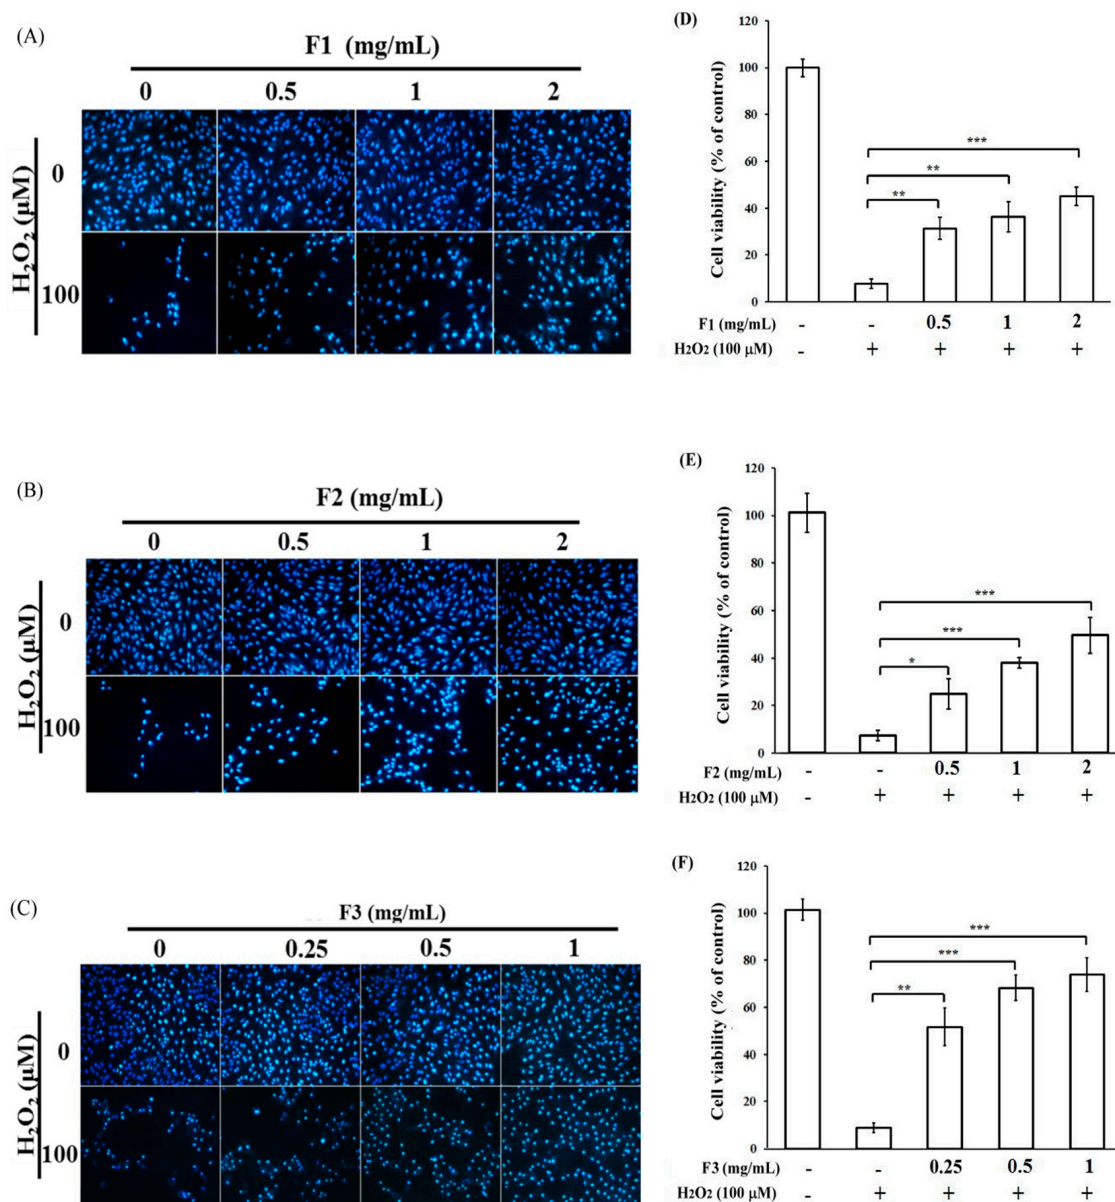 (A)
F1 (mg/mL)
0 0.5 1 2
H₂O₂ (μM)
0
100
(D)
Cell viability (% of control)
120
100
80
60
40
20
0
***
**
**
F1 (mg/mL) - - 0.5 1 2
H2O2 (100 μM) - + + + +
(B)
F2 (mg/mL)
0 0.5 1 2
H₂O₂ (μM)
0
100
(E)
Cell viability (% of control)
120
100
80
60
40
20
0
***
***
*
F2 (mg/mL) - - 0.5 1 2
H2O2 (100 μM) - + + + +
(C)
F3 (mg/mL)
0 0.25 0.5 1
H₂O₂ (μM)
0
100
(F)
Cell viability (% of control)
120
100
80
60
40
20
0
***
***
**
F3 (mg/mL) - - 0.25 0.5 1
H2O2 (100 μM) - + + + +